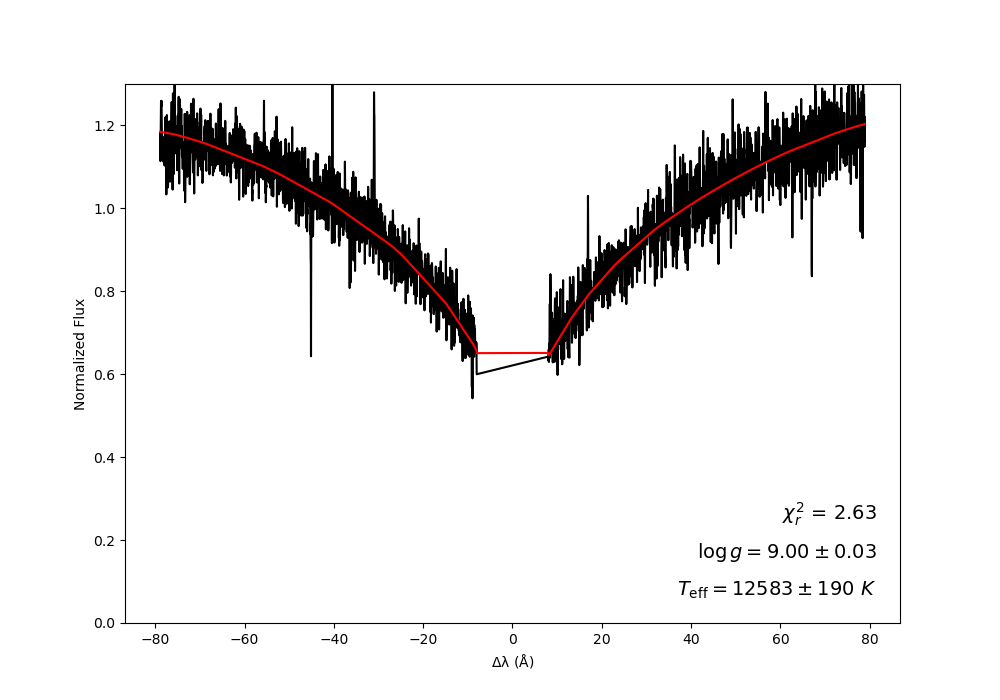 1.2
1.0
0.8
0.6
0.4
0.2
0.0
Normalized Flux
χ²ᵣ = 2.63
log g = 9.00 ± 0.03
T_eff = 12583 ± 190 K
−80 −60 −40 −20 0 20 40 60 80
Δλ (Å)